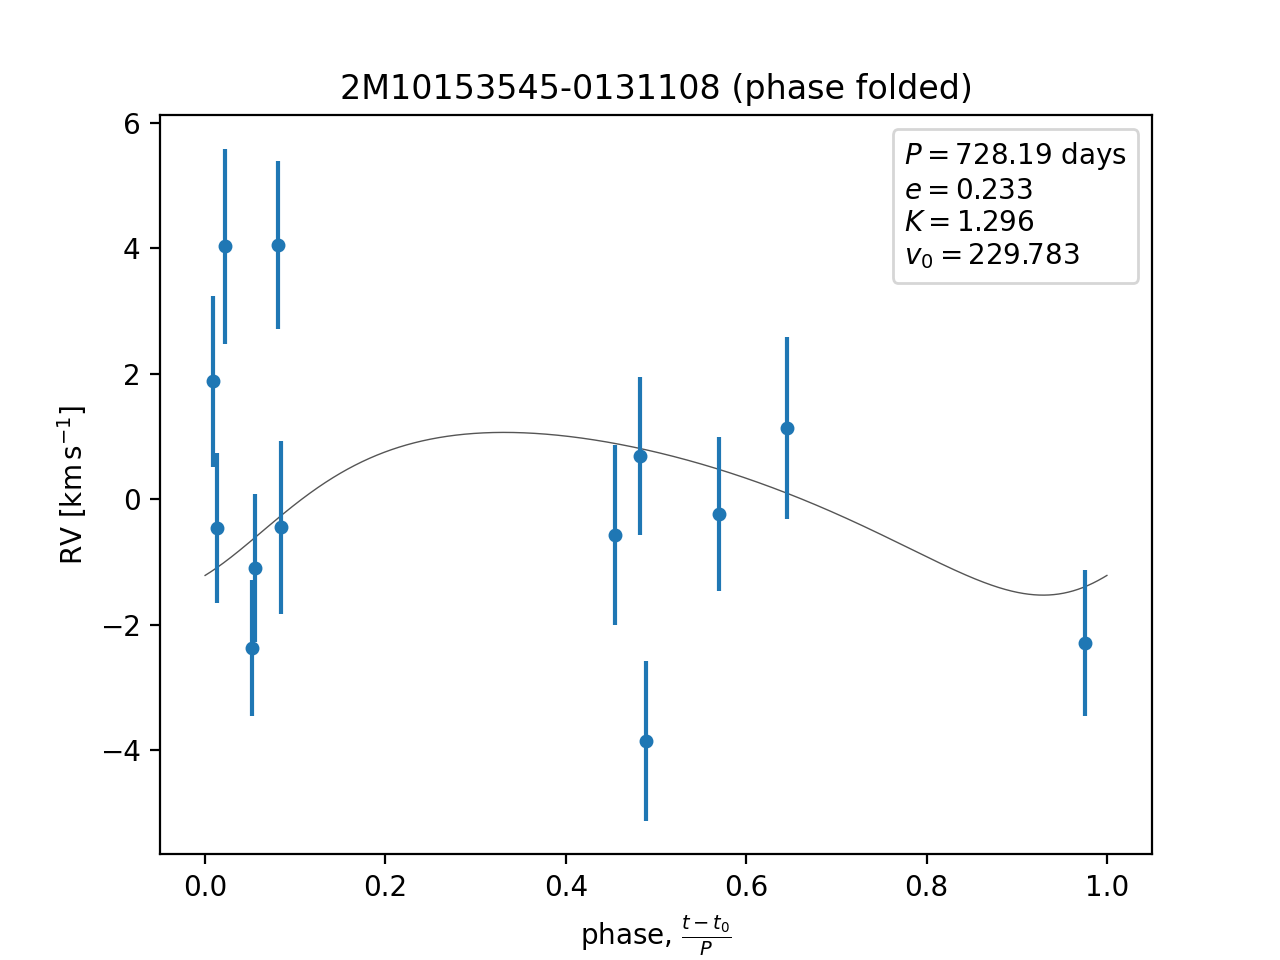 2M10153545-0131108 (phase folded)
P = 728.19 days
e = 0.233
K = 1.296
v₀ = 229.783
6
4
2
0
−2
−4
RV [km s⁻¹]
0.0 0.2 0.4 0.6 0.8 1.0
phase, (t − t₀)/P